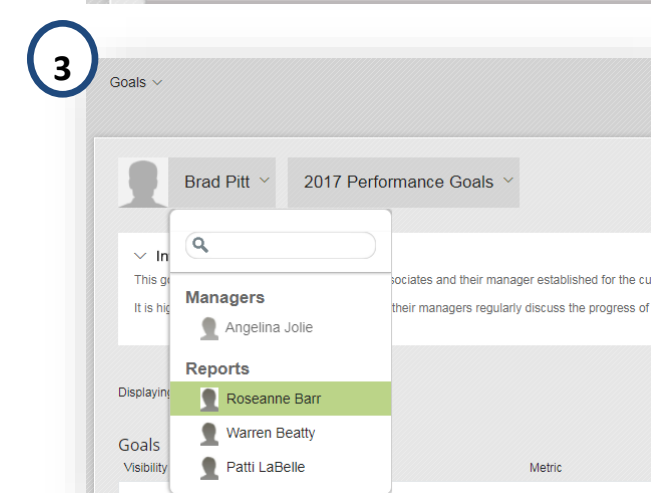 3
Goals
Brad Pitt 2017 Performance Goals
In
This go sociates and their manager established for the cu
Managers
It is hig their managers regularly discuss the progress of
Angelina Jolie
Reports
Displaying
Roseanne Barr
Warren Beatty
Goals
Visibility Patti LaBelle Metric